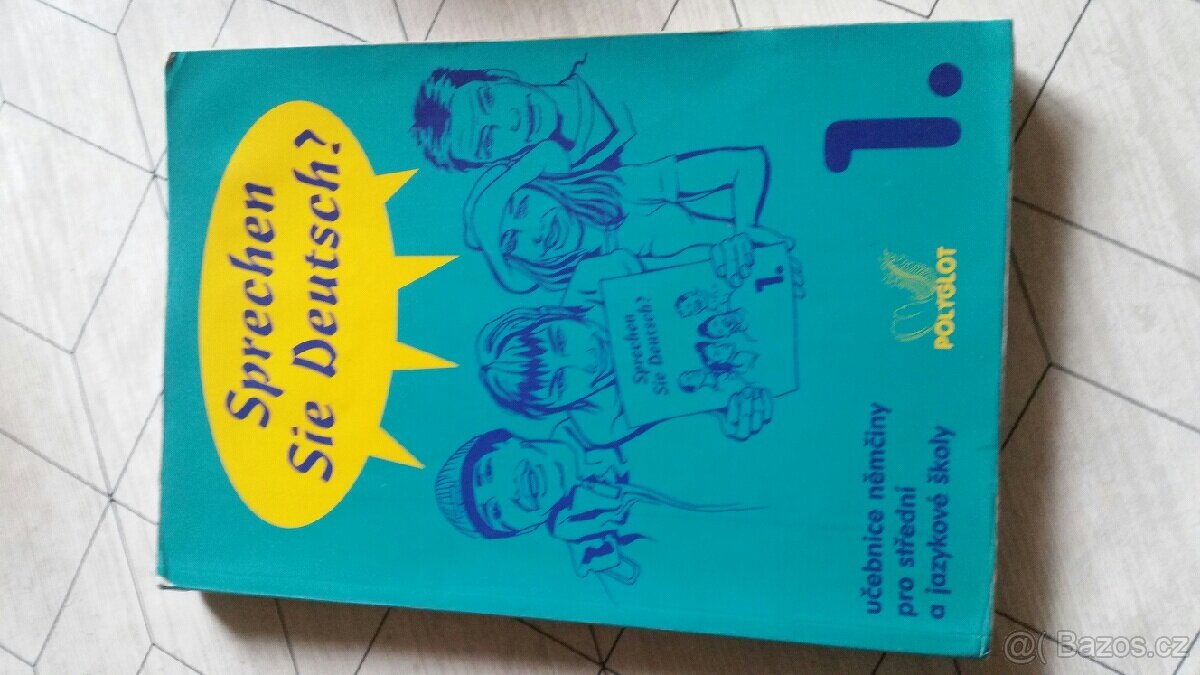 Sprechen
Sie Deutsch?
Sprechen
Sie Deutsch?
1.
učebnice němčiny
pro střední
a jazykové školy
POLYGLOT
1.
@( Bazos.cz